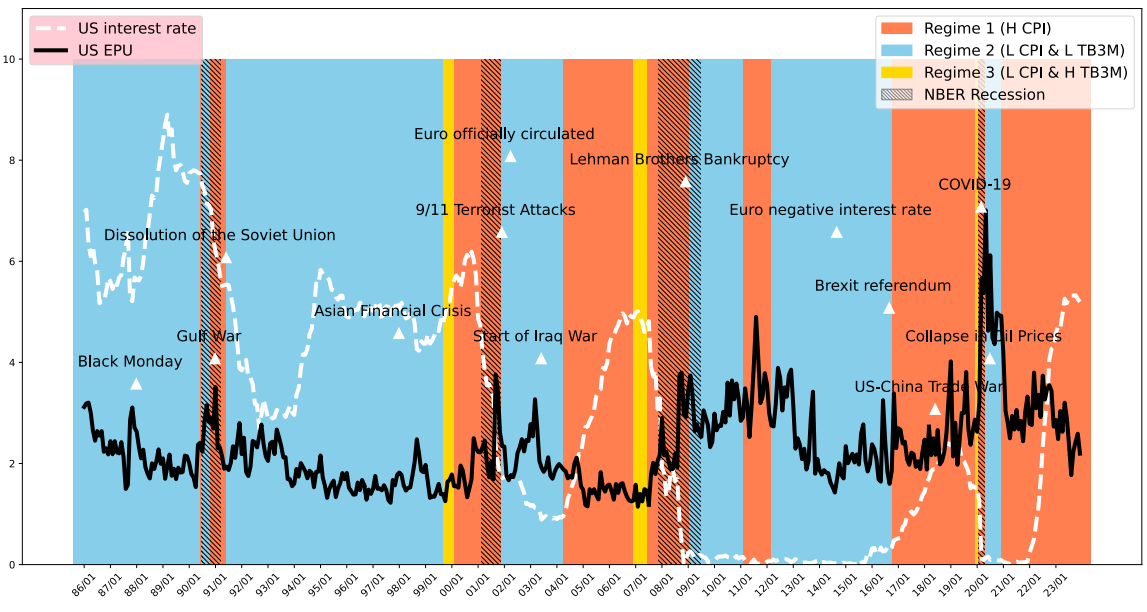 US interest rate
US EPU
Regime 1 (H CPI)
Regime 2 (L CPI & L TB3M)
Regime 3 (L CPI & H TB3M)
NBER Recession
10
Euro officially circulated
8
Lehman Brothers Bankruptcy
COVID-19
9/11 Terrorist Attacks
Euro negative interest rate
Dissolution of the Soviet Union
6
Brexit referendum
Asian Financial Crisis
Gulf War
Start of Iraq War
Collapse in Oil Prices
4
Black Monday
US-China Trade War
2
0
86/01 87/01 88/01 89/01 90/01 91/01 92/01 93/01 94/01 95/01 96/01 97/01 98/01 99/01 00/01 01/01 02/01 03/01 04/01 05/01 06/01 07/01 08/01 09/01 10/01 11/01 12/01 13/01 14/01 15/01 16/01 17/01 18/01 19/01 20/01 21/01 22/01 23/01